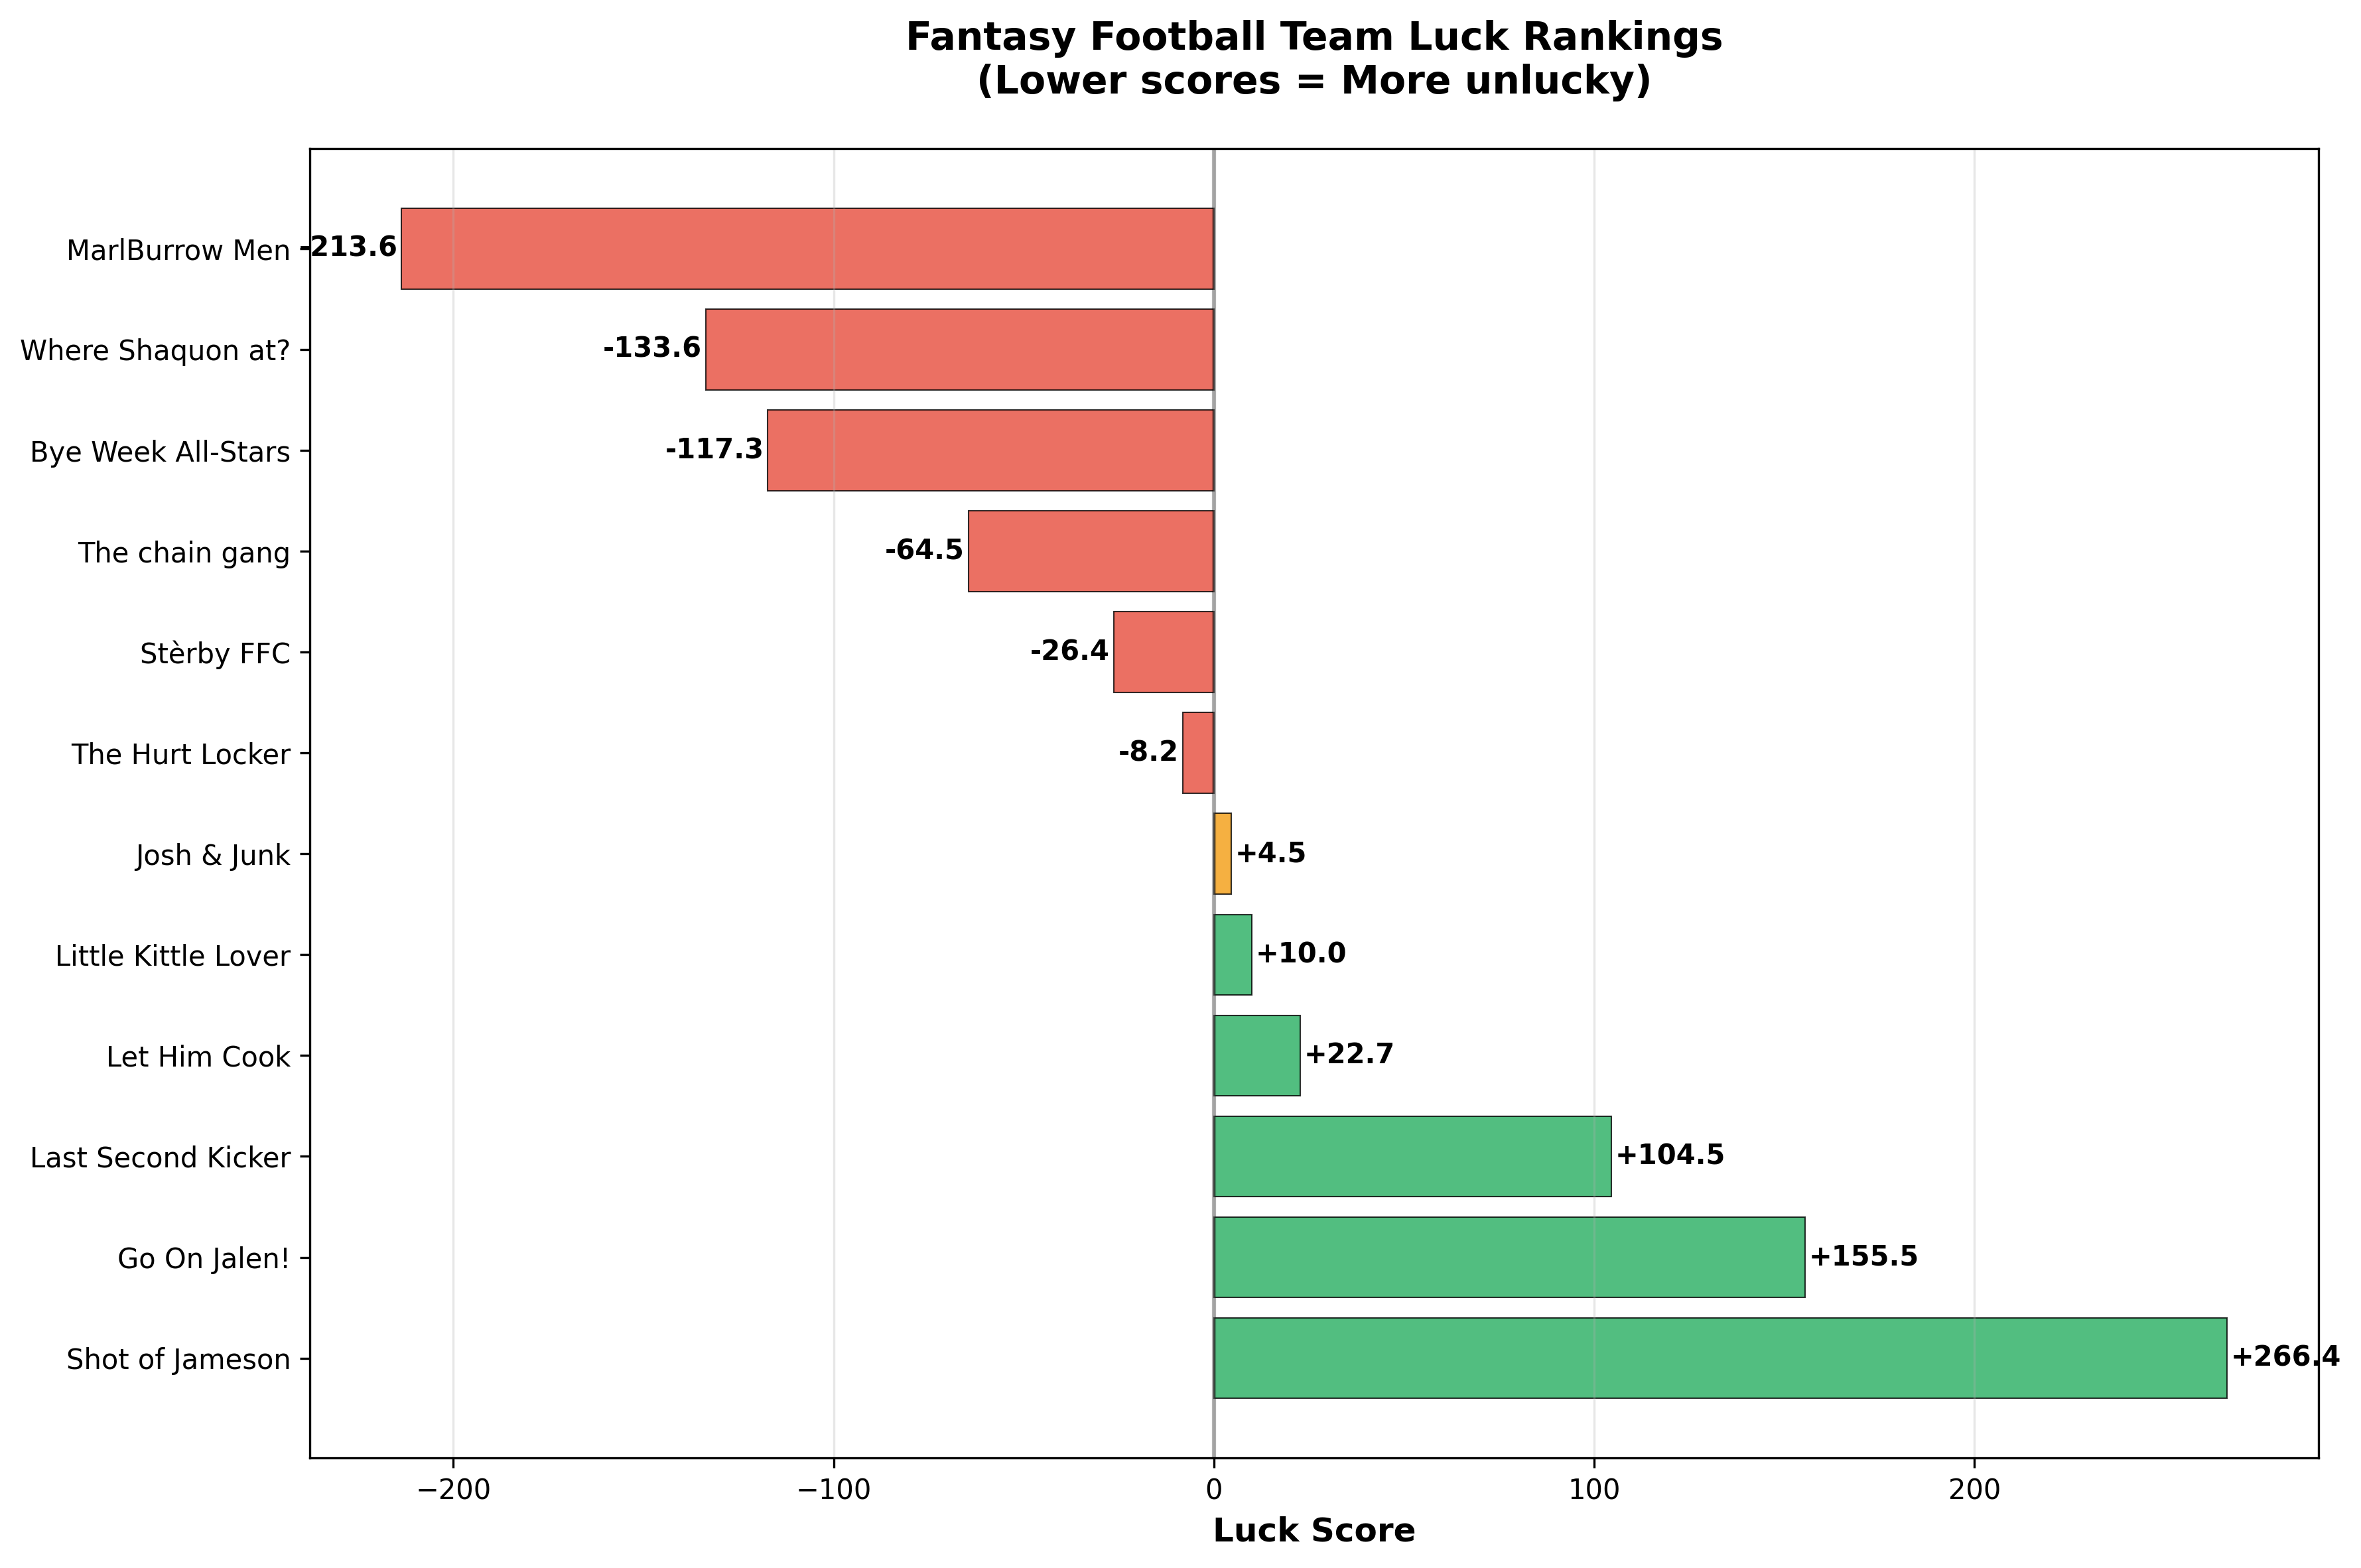 Fantasy Football Team Luck Rankings
(Lower scores = More unlucky)
MarlBurrow Men -213.6
Where Shaquon at? -133.6
Bye Week All-Stars -117.3
The chain gang -64.5
Stèrby FFC -26.4
The Hurt Locker -8.2
Josh & Junk +4.5
Little Kittle Lover +10.0
Let Him Cook +22.7
Last Second Kicker +104.5
Go On Jalen! +155.5
Shot of Jameson +266.4
−200 −100 0 100 200
Luck Score